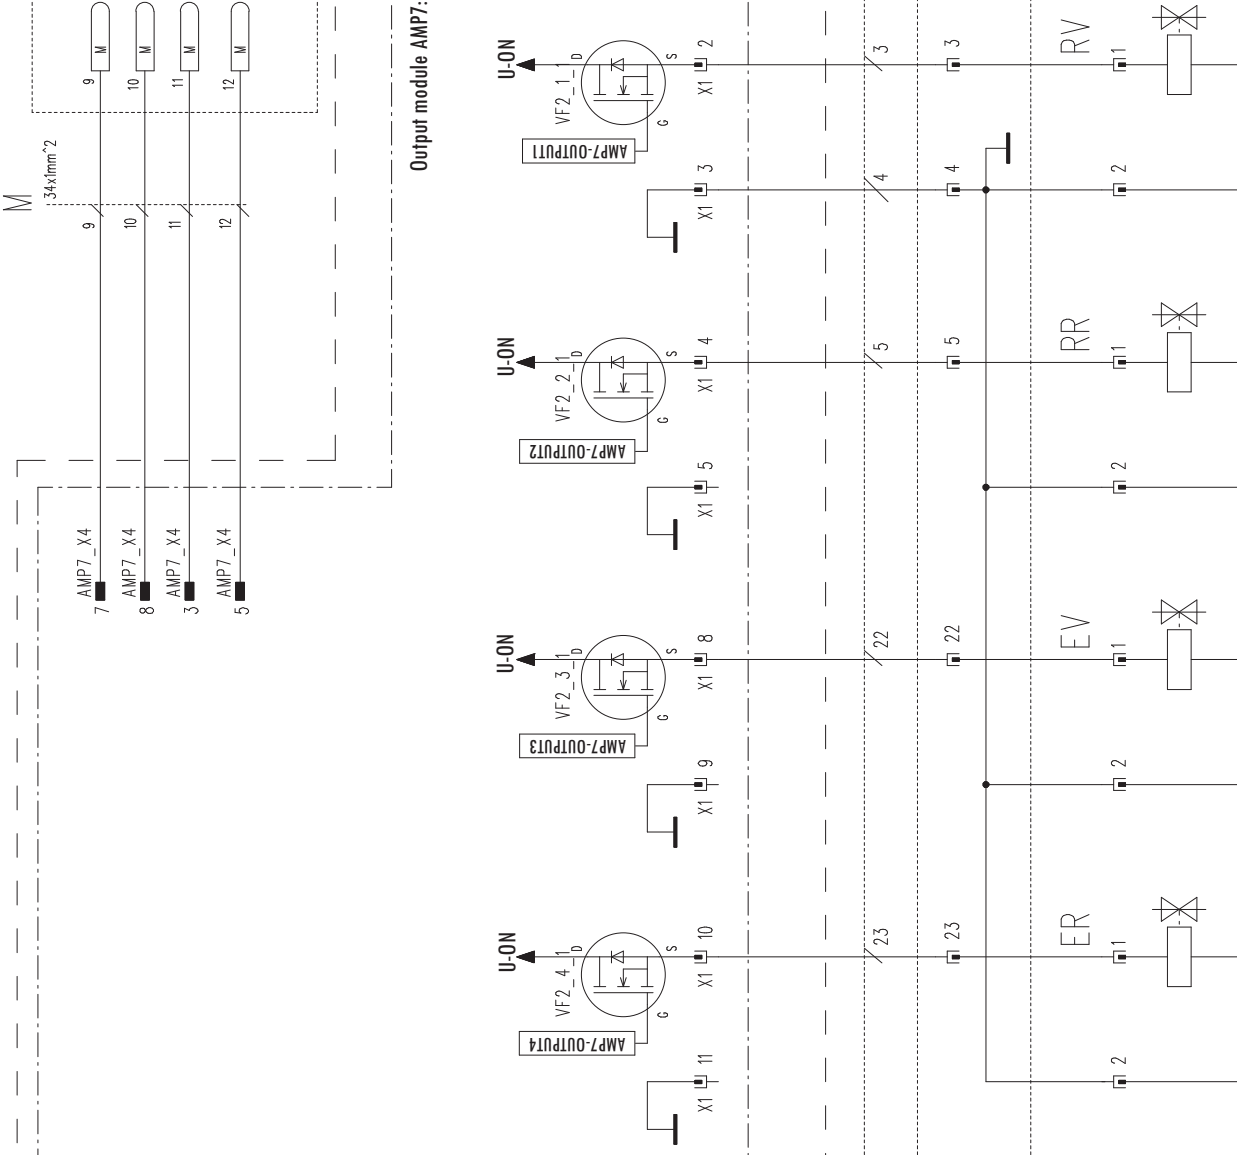 M
34x1mm^2
9
M
9
10
M
10
11
M
11
12
M
12
AMP7_X4
7
AMP7_X4
8
AMP7_X4
3
AMP7_X4
5
Output module AMP7:
U-ON
VF2_1_1
D
S
G
AMP7-OUTPUT1
X1 2
3
3
RV
1
X1 3
4
4
2
U-ON
VF2_2_1
D
S
G
AMP7-OUTPUT2
X1 4
5
5
RR
1
X1 5
2
U-ON
VF2_3_1
D
S
G
AMP7-OUTPUT3
X1 8
22
22
EV
1
X1 9
2
U-ON
VF2_4_1
D
S
G
AMP7-OUTPUT4
X1 10
23
23
ER
1
X1 11
2